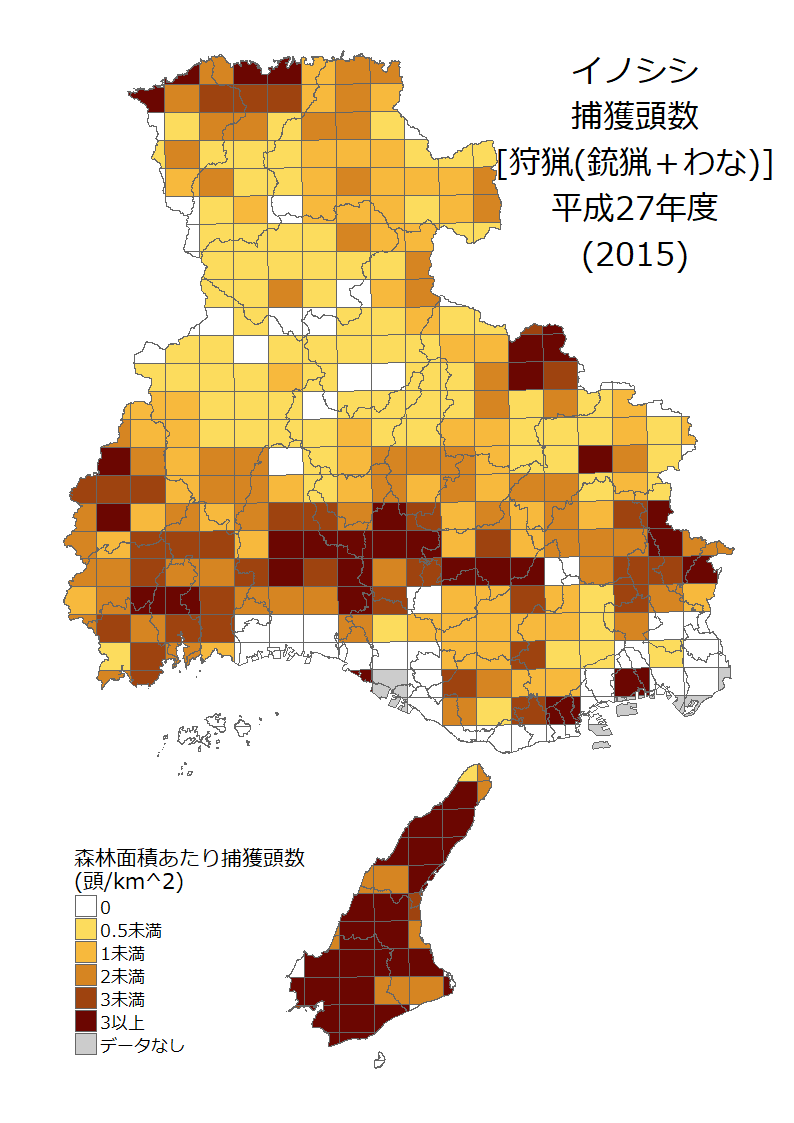 イノシシ
捕獲頭数
[狩猟(銃猟＋わな)]
平成27年度
(2015)
森林面積あたり捕獲頭数
(頭/km^2)
0
0.5未満
1未満
2未満
3未満
3以上
データなし